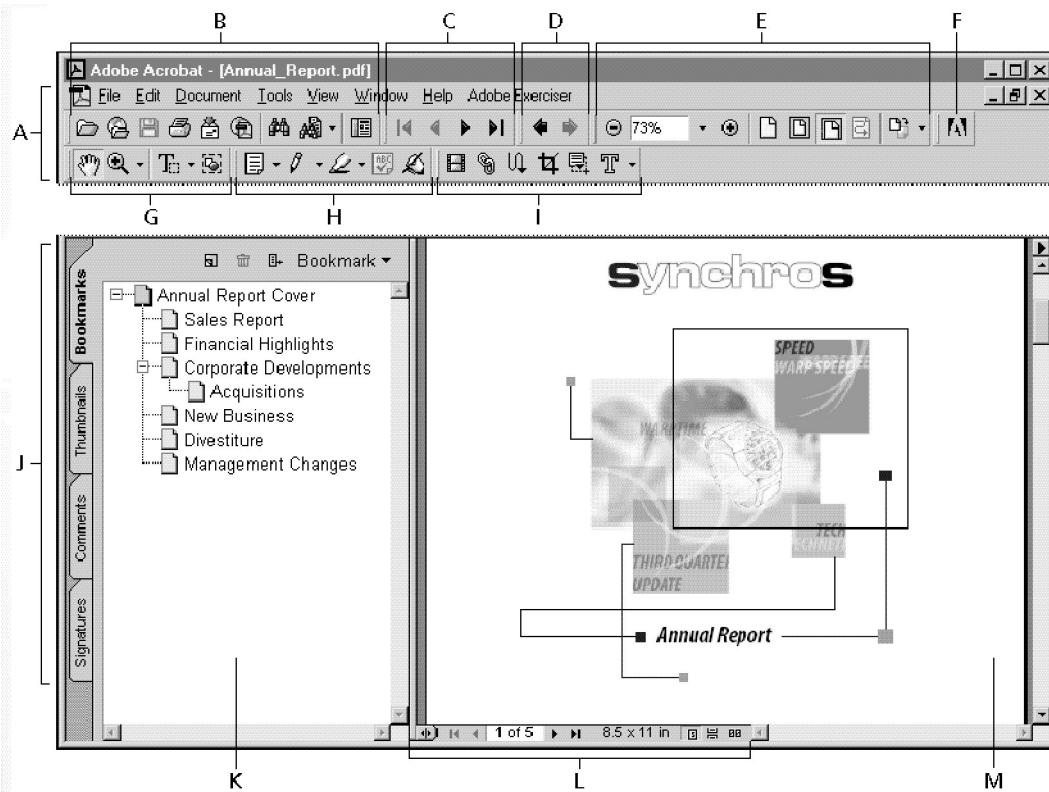 B C D E F
Adobe Acrobat - [Annual_Report.pdf]
A
File Edit Document Tools View Window Help Adobe Exerciser
73%
ABC
G H I
Bookmark
Bookmarks
Thumbnails
Comments
Signatures
Annual Report Cover
Sales Report
Financial Highlights
Corporate Developments
Acquisitions
New Business
Divestiture
Management Changes
J
synchros
SPEED
WARP SPEED
WARPTIME
TECH
THIRD QUARTER
UPDATE
Annual Report
1 of 5 8.5 x 11 in
K L M